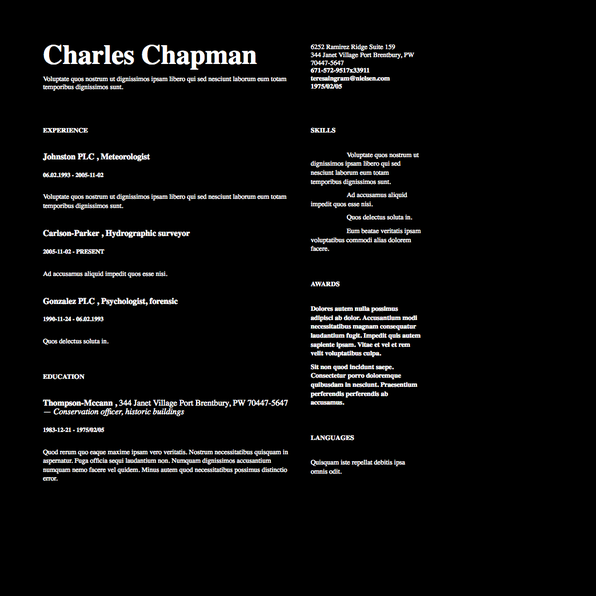 Charles Chapman
Voluptate quos nostrum ut dignissimos ipsam libero qui sed nesciunt laborum eum totam
temporibus dignissimos sunt.
6252 Ramirez Ridge Suite 159
344 Janet Village Port Brentbury, PW
70447-5647
671-572-9517x33911
teresaingram@nielsen.com
1975/02/05
EXPERIENCE
Johnston PLC , Meteorologist
06.02.1993 - 2005-11-02
Voluptate quos nostrum ut dignissimos ipsam libero qui sed nesciunt laborum eum totam
temporibus dignissimos sunt.
Carlson-Parker , Hydrographic surveyor
2005-11-02 - PRESENT
Ad accusamus aliquid impedit quos esse nisi.
Gonzalez PLC , Psychologist, forensic
1990-11-24 - 06.02.1993
Quos delectus soluta in.
EDUCATION
Thompson-Mccann , 344 Janet Village Port Brentbury, PW 70447-5647
— Conservation officer, historic buildings
1983-12-21 - 1975/02/05
Quod rerum quo eaque maxime ipsam vero veritatis. Nostrum necessitatibus quisquam in
aspernatur. Fuga officia sequi laudantium non. Numquam dignissimos accusantium
numquam nemo facere vel quidem. Minus autem quod necessitatibus possimus distinctio
error.
SKILLS
Voluptate quos nostrum ut
dignissimos ipsam libero qui sed
nesciunt laborum eum totam
temporibus dignissimos sunt.
Ad accusamus aliquid
impedit quos esse nisi.
Quos delectus soluta in.
Eum beatae veritatis ipsam
voluptatibus commodi alias dolorem
facere.
AWARDS
Dolores autem nulla possimus
adipisci ab dolor. Accusantium modi
necessitatibus magnam consequatur
laudantium fugit. Impedit quis autem
sapiente ipsam. Vitae et vel et rem
velit voluptatibus culpa.
Sit non quod incidunt saepe.
Consectetur porro doloremque
quibusdam in nesciunt. Praesentium
perferendis perferendis ab
accusamus.
LANGUAGES
Quisquam iste repellat debitis ipsa
omnis odit.